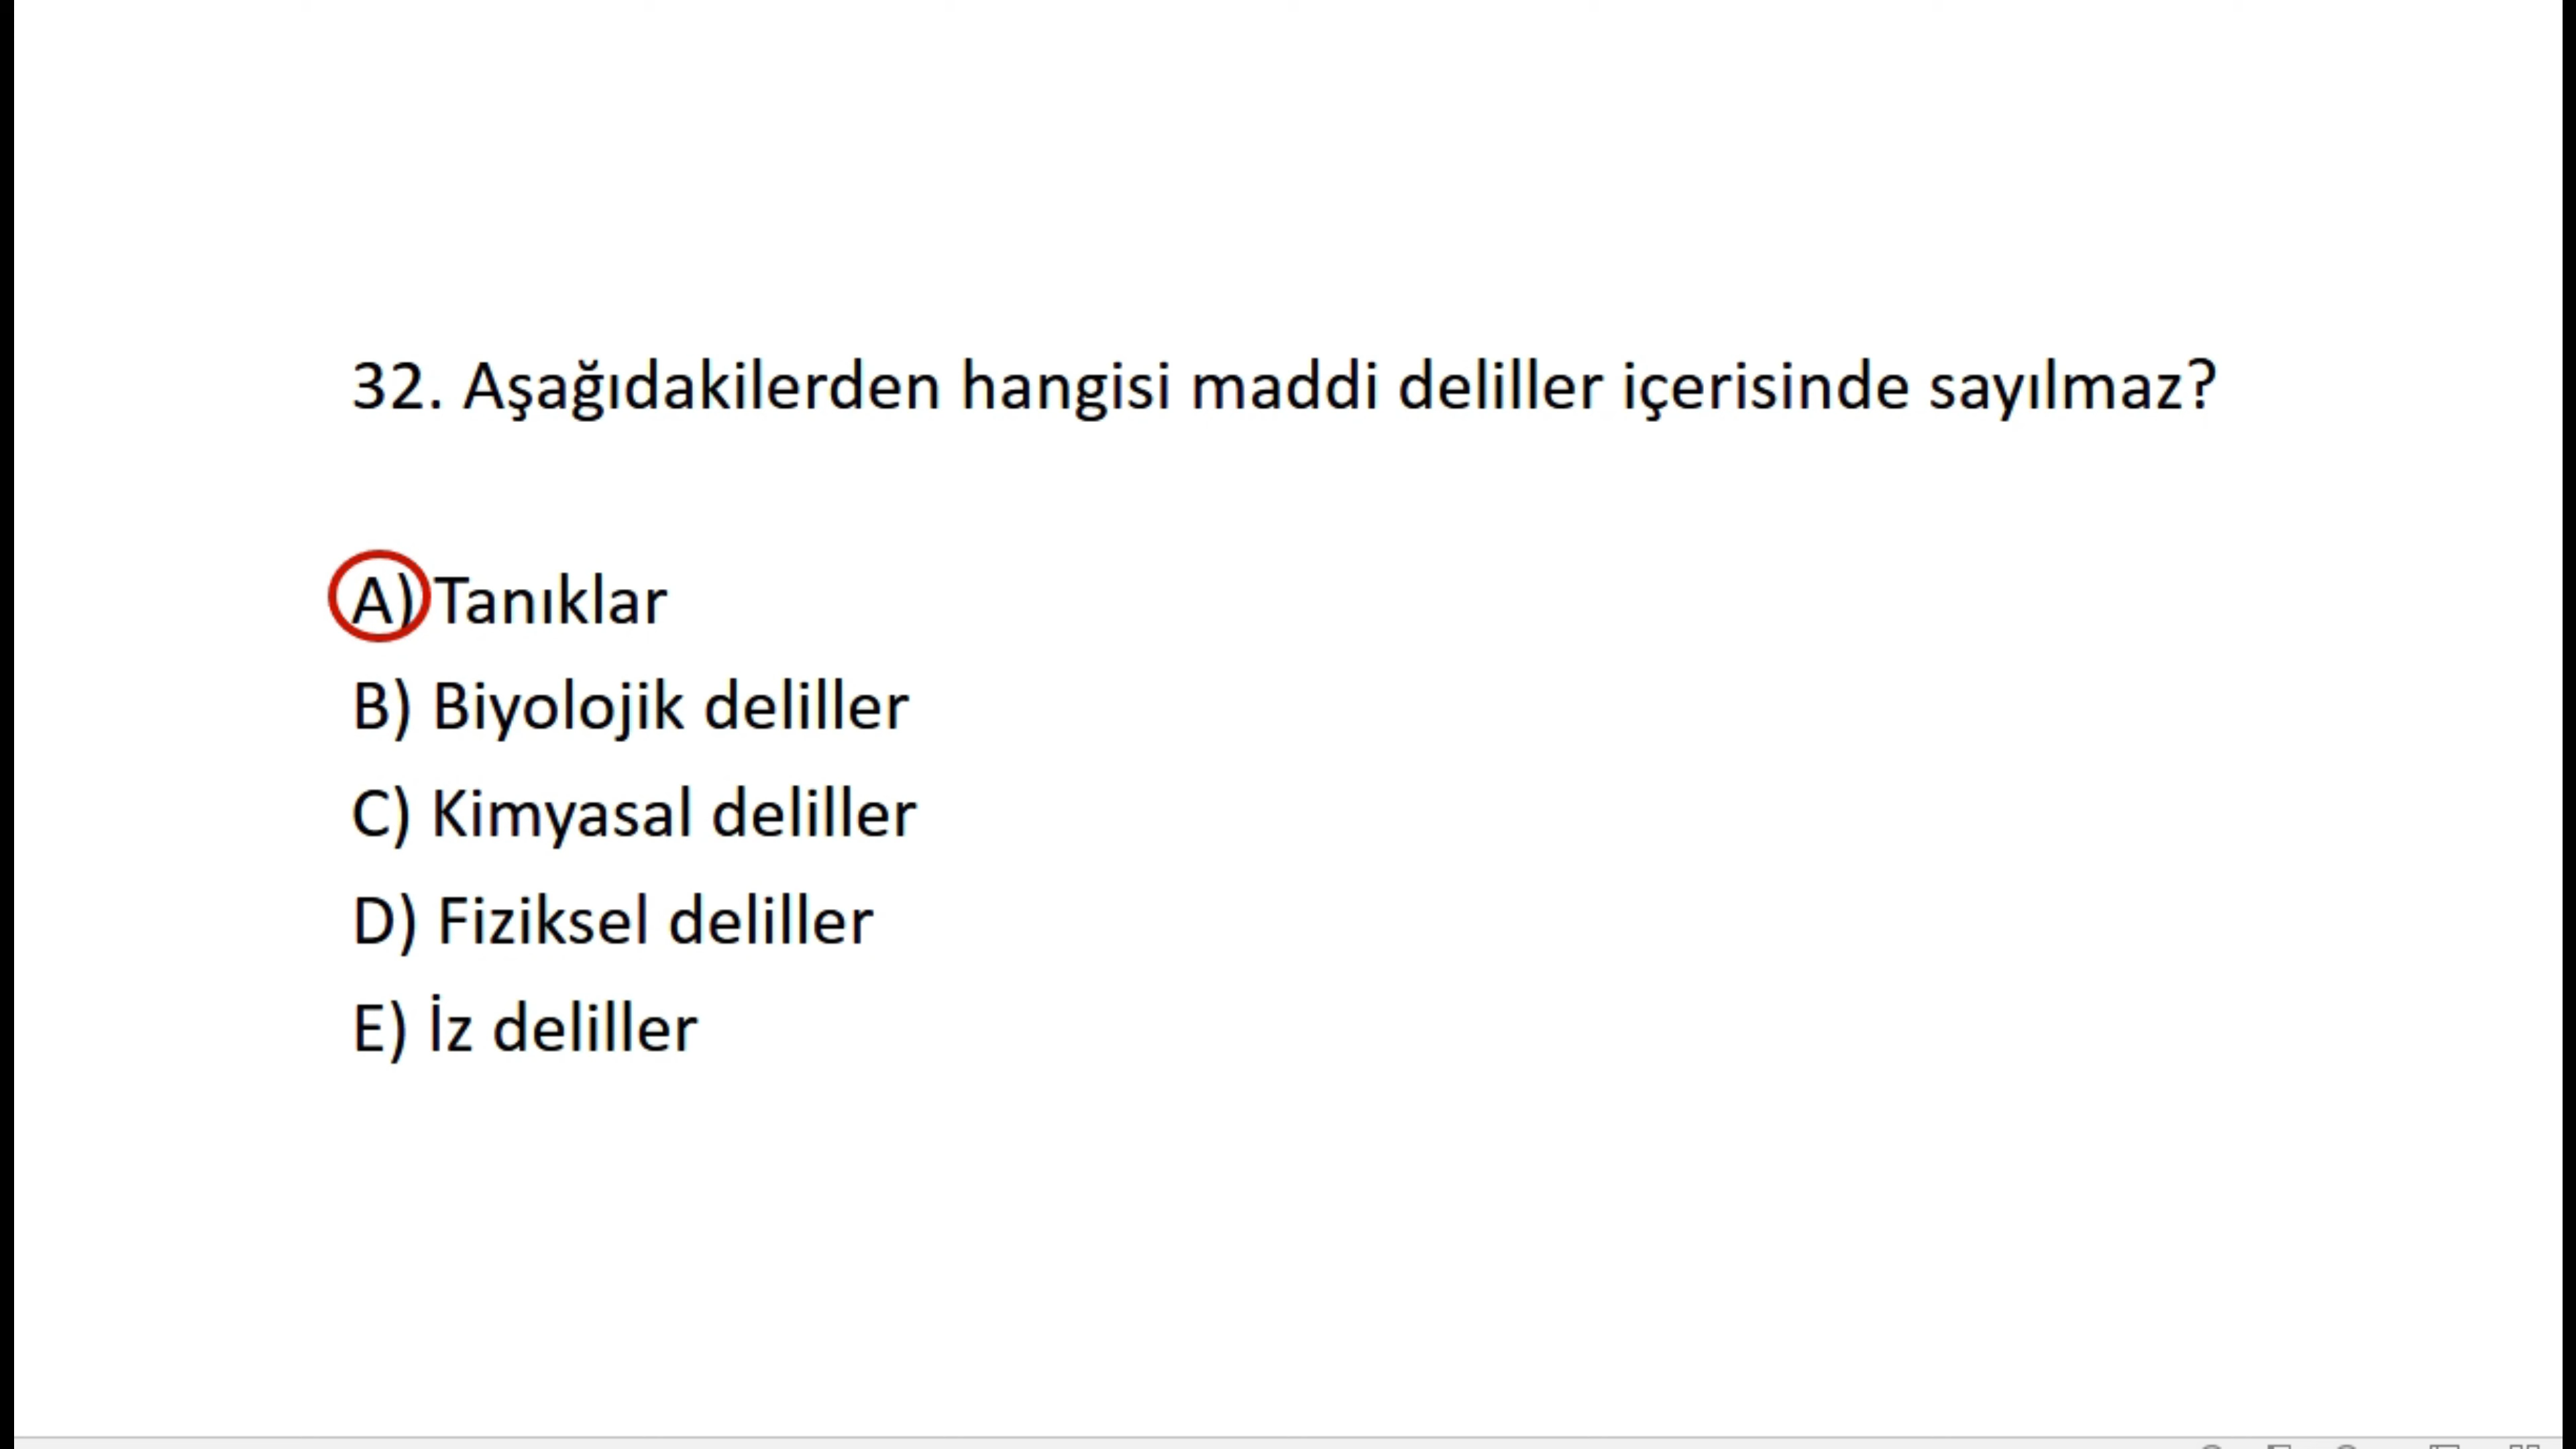 32. Aşağıdakilerden hangisi maddi deliller içerisinde sayılmaz?
A) Tanıklar
B) Biyolojik deliller
C) Kimyasal deliller
D) Fiziksel deliller
E) İz deliller